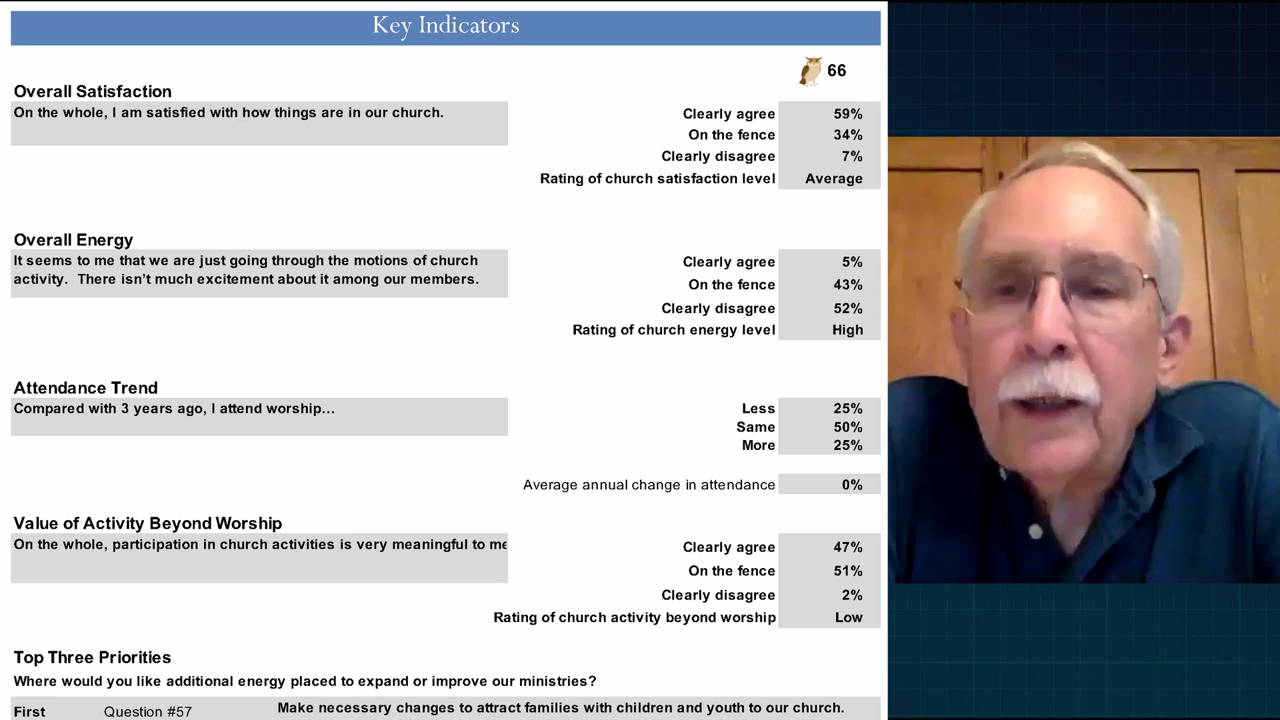 Key Indicators
66
Overall Satisfaction
On the whole, I am satisfied with how things are in our church.
Clearly agree 59%
On the fence 34%
Clearly disagree 7%
Rating of church satisfaction level Average
Overall Energy
It seems to me that we are just going through the motions of church
activity. There isn't much excitement about it among our members.
Clearly agree 5%
On the fence 43%
Clearly disagree 52%
Rating of church energy level High
Attendance Trend
Compared with 3 years ago, I attend worship...
Less 25%
Same 50%
More 25%
Average annual change in attendance 0%
Value of Activity Beyond Worship
On the whole, participation in church activities is very meaningful to me
Clearly agree 47%
On the fence 51%
Clearly disagree 2%
Rating of church activity beyond worship Low
Top Three Priorities
Where would you like additional energy placed to expand or improve our ministries?
First Question #57 Make necessary changes to attract families with children and youth to our church.